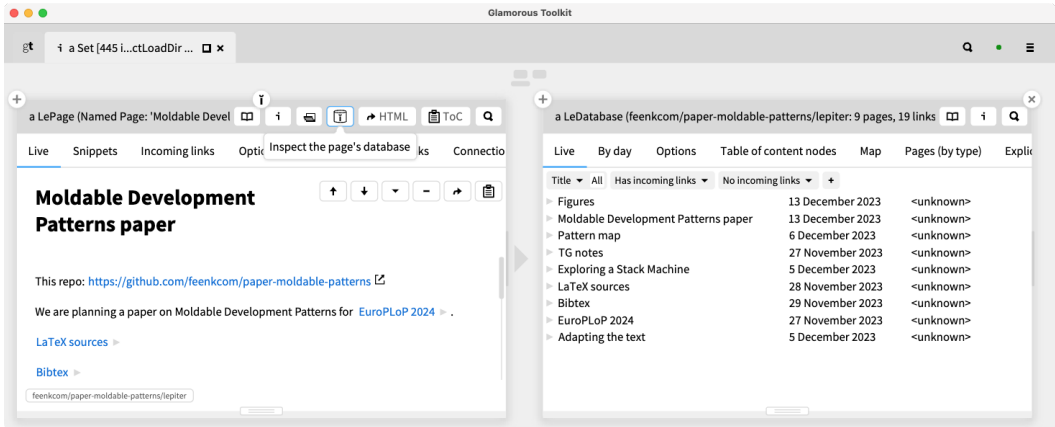 Glamorous Toolkit
gt
a Set [445 i...ctLoadDir ...
a LePage (Named Page: 'Moldable Devel
i
HTML
ToC
Inspect the page's database
Live Snippets Incoming links Optic ks Connectio
Moldable Development
Patterns paper
This repo: https://github.com/feenkcom/paper-moldable-patterns
We are planning a paper on Moldable Development Patterns for EuroPLoP 2024 .
LaTeX sources
Bibtex
feenkcom/paper-moldable-patterns/lepiter
a LeDatabase (feenkcom/paper-moldable-patterns/lepiter: 9 pages, 19 links
i
Live By day Options Table of content nodes Map Pages (by type) Explic
Title All Has incoming links No incoming links +
Figures 13 December 2023 <unknown>
Moldable Development Patterns paper 13 December 2023 <unknown>
Pattern map 6 December 2023 <unknown>
TG notes 27 November 2023 <unknown>
Exploring a Stack Machine 5 December 2023 <unknown>
LaTeX sources 28 November 2023 <unknown>
Bibtex 29 November 2023 <unknown>
EuroPLoP 2024 27 November 2023 <unknown>
Adapting the text 5 December 2023 <unknown>